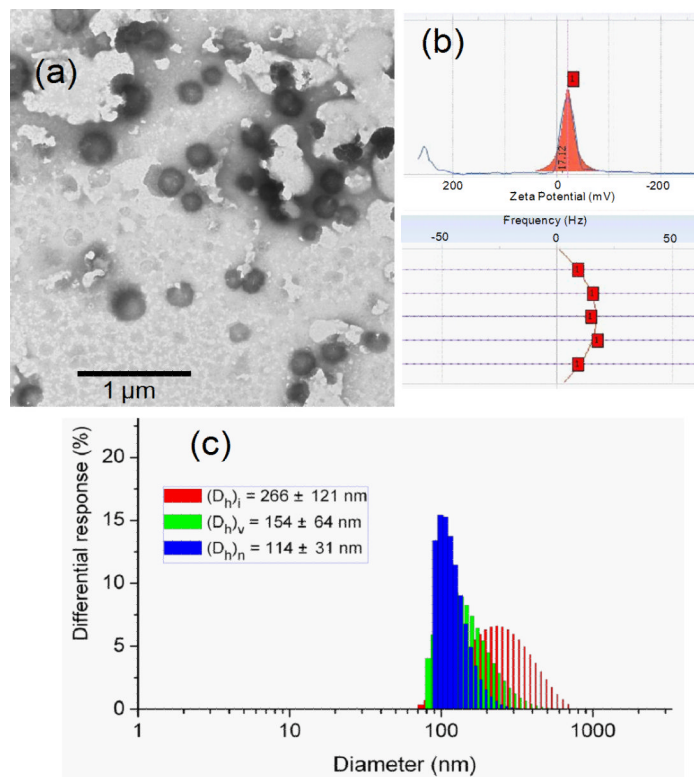 (a)
1 µm
(b)
1
-17.12
200 0 -200
Zeta Potential (mV)
Frequency (Hz)
-50 0 50
1
1
1
1
1
(c)
Differential response (%)
20
15
10
5
0
(Dh)i = 266 ± 121 nm
(Dh)v = 154 ± 64 nm
(Dh)n = 114 ± 31 nm
1 10 100 1000
Diameter (nm)